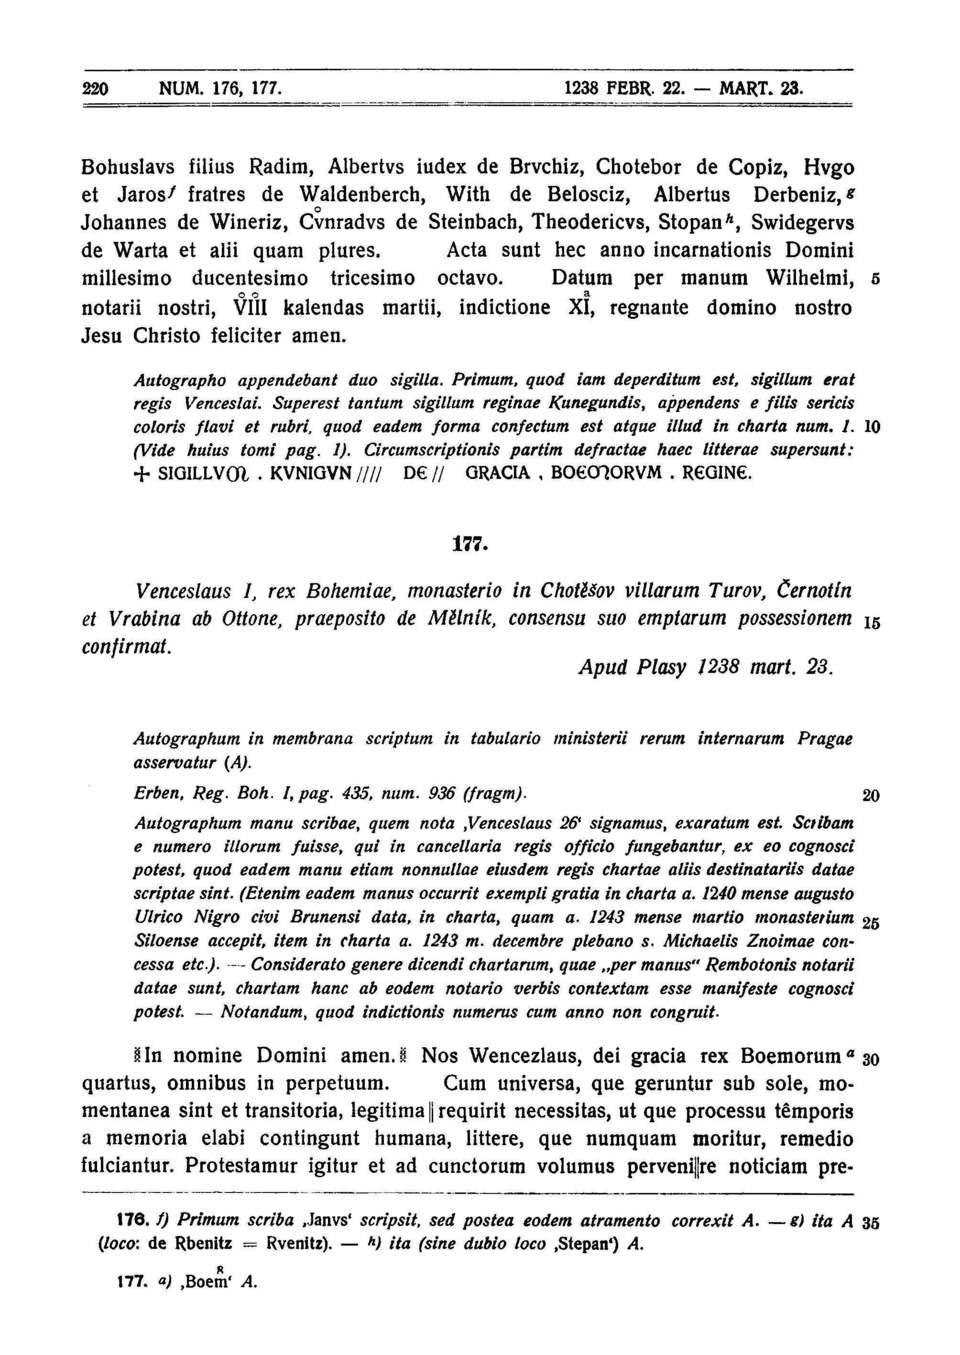 220 NUM. 176, 177. 1238 FEBR. 22. — MART. 23.
Bohuslavs filius Radim, Albertvs iudex de Brvchiz, Chotebor de Copiz, Hvgo
et Jaros f fratres de Waldenberch, With de Belosciz, Albertus Derbeniz, g
Johannes de Wineriz, Cv̊nradvs de Steinbach, Theodericvs, Stopan h, Swidegervs
de Warta et alii quam plures. Acta sunt hec anno incarnationis Domini
millesimo ducentesimo tricesimo octavo. Datum per manum Wilhelmi, 5
notarii nostri, V̊II̊I kalendas martii, indictione XIͣ, regnante domino nostro
Jesu Christo feliciter amen.
Autographo appendebant duo sigilla. Primum, quod iam deperditum est, sigillum erat
regis Venceslai. Superest tantum sigillum reginae Kunegundis, appendens e filis sericis
coloris flavi et rubri, quod eadem forma confectum est atque illud in charta num. 1. 10
(Vide huius tomi pag. 1). Circumscriptionis partim defractae haec litterae supersunt:
+ SIGILLVM . KVNIGVN//// DE// GRACIA . BOEMORVM . REGINE.
177.
Venceslaus I, rex Bohemiae, monasterio in Chotěšov villarum Turov, Černotín
et Vrabina ab Ottone, praeposito de Mělník, consensu suo emptarum possessionem 15
confirmat.
Apud Plasy 1238 mart. 23.
Autographum in membrana scriptum in tabulario ministerii rerum internarum Pragae
asservatur (A).
Erben, Reg. Boh. I, pag. 435, num. 936 (fragm). 20
Autographum manu scribae, quem nota ‚Venceslaus 26‘ signamus, exaratum est. Scribam
e numero illorum fuisse, qui in cancellaria regis officio fungebantur, ex eo cognosci
potest, quod eadem manu etiam nonnullae eiusdem regis chartae aliis destinatariis datae
scriptae sint. (Etenim eadem manus occurrit exempli gratia in charta a. 1240 mense augusto
Ulrico Nigro civi Brunensi data, in charta, quam a. 1243 mense martio monasterium 25
Siloense accepit, item in charta a. 1243 m. decembre plebano s. Michaelis Znoimae con-
cessa etc.). — Considerato genere dicendi chartarum, quae „per manus“ Rembotonis notarii
datae sunt, chartam hanc ab eodem notario verbis contextam esse manifeste cognosci
potest. — Notandum, quod indictionis numerus cum anno non congruit.
In nomine Domini amen. Nos Wencezlaus, dei gracia rex Boemorum a 30
quartus, omnibus in perpetuum. Cum universa, que geruntur sub sole, mo-
mentanea sint et transitoria, legitima || requirit necessitas, ut que processu têmporis
a memoria elabi contingunt humana, littere, que numquam moritur, remedio
fulciantur. Protestamur igitur et ad cunctorum volumus perveni||re noticiam pre-
176. f) Primum scriba ‚Janvs‘ scripsit, sed postea eodem atramento correxit A. — g) ita A 35
(loco: de Rbenitz = Rvenitz). — h) ita (sine dubio loco ‚Stepan‘) A.
177. a) ‚Boemᴿ‘ A.